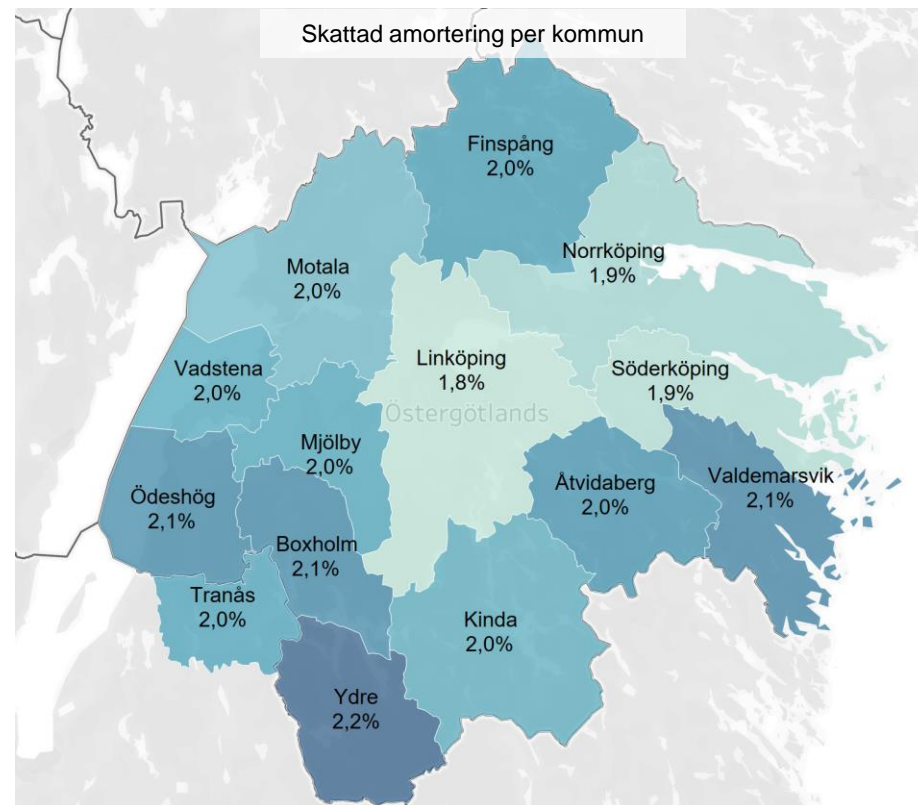 Skattad amortering per kommun
Finspång
2,0%
Norrköping
1,9%
Motala
2,0%
Linköping
1,8%
Vadstena
2,0%
Söderköping
1,9%
Östergötlands
Mjölby
2,0%
Åtvidaberg
2,0%
Valdemarsvik
2,1%
Ödeshög
2,1%
Boxholm
2,1%
Tranås
2,0%
Kinda
2,0%
Ydre
2,2%